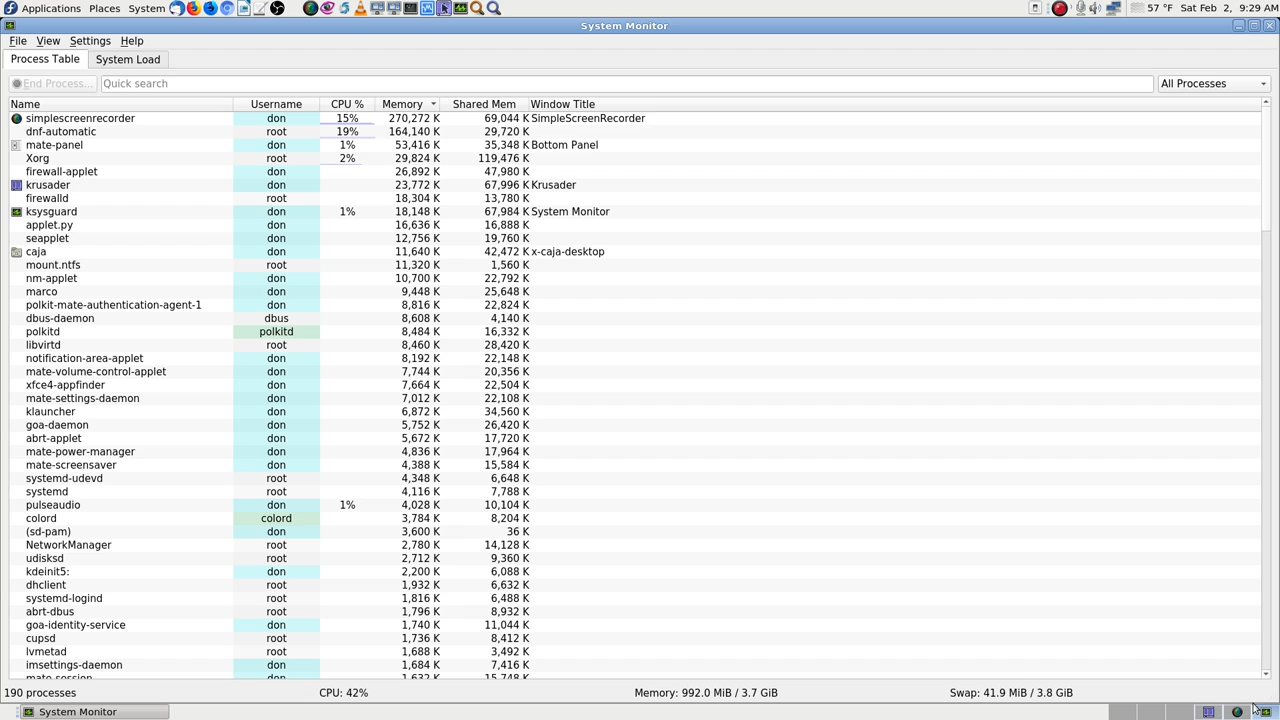 Applications Places System 57 °F Sat Feb 2, 9:29 AM
System Monitor
File View Settings Help
Process Table System Load
End Process... Quick search All Processes
Name Username CPU % Memory Shared Mem Window Title
simplescreenrecorder don 15% 270,272 K 69,044 K SimpleScreenRecorder
dnf-automatic root 19% 164,140 K 29,720 K
mate-panel don 1% 53,416 K 35,348 K Bottom Panel
Xorg root 2% 29,824 K 119,476 K
firewall-applet don 26,892 K 47,980 K
krusader don 23,772 K 67,996 K Krusader
firewalld root 18,304 K 13,780 K
ksysguard don 1% 18,148 K 67,984 K System Monitor
applet.py don 16,636 K 16,888 K
seapplet don 12,756 K 19,760 K
caja don 11,640 K 42,472 K x-caja-desktop
mount.ntfs root 11,320 K 1,560 K
nm-applet don 10,700 K 22,792 K
marco don 9,448 K 25,648 K
polkit-mate-authentication-agent-1 don 8,816 K 22,824 K
dbus-daemon dbus 8,608 K 4,140 K
polkitd polkitd 8,484 K 16,332 K
libvirtd root 8,460 K 28,420 K
notification-area-applet don 8,192 K 22,148 K
mate-volume-control-applet don 7,744 K 20,356 K
xfce4-appfinder don 7,664 K 22,504 K
mate-settings-daemon don 7,012 K 22,108 K
klauncher don 6,872 K 34,560 K
goa-daemon don 5,752 K 26,420 K
abrt-applet don 5,672 K 17,720 K
mate-power-manager don 4,836 K 17,964 K
mate-screensaver don 4,388 K 15,584 K
systemd-udevd root 4,348 K 6,648 K
systemd root 4,116 K 7,788 K
pulseaudio don 1% 4,028 K 10,104 K
colord colord 3,784 K 8,204 K
(sd-pam) don 3,600 K 36 K
NetworkManager root 2,780 K 14,128 K
udisksd root 2,712 K 9,360 K
kdeinit5: don 2,200 K 6,088 K
dhclient root 1,932 K 6,632 K
systemd-logind root 1,816 K 6,488 K
abrt-dbus root 1,796 K 8,932 K
goa-identity-service don 1,740 K 11,044 K
cupsd root 1,736 K 8,412 K
lvmetad root 1,688 K 3,492 K
imsettings-daemon don 1,684 K 7,416 K
mate-session don 1,632 K 15,748 K
190 processes CPU: 42% Memory: 992.0 MiB / 3.7 GiB Swap: 41.9 MiB / 3.8 GiB
System Monitor